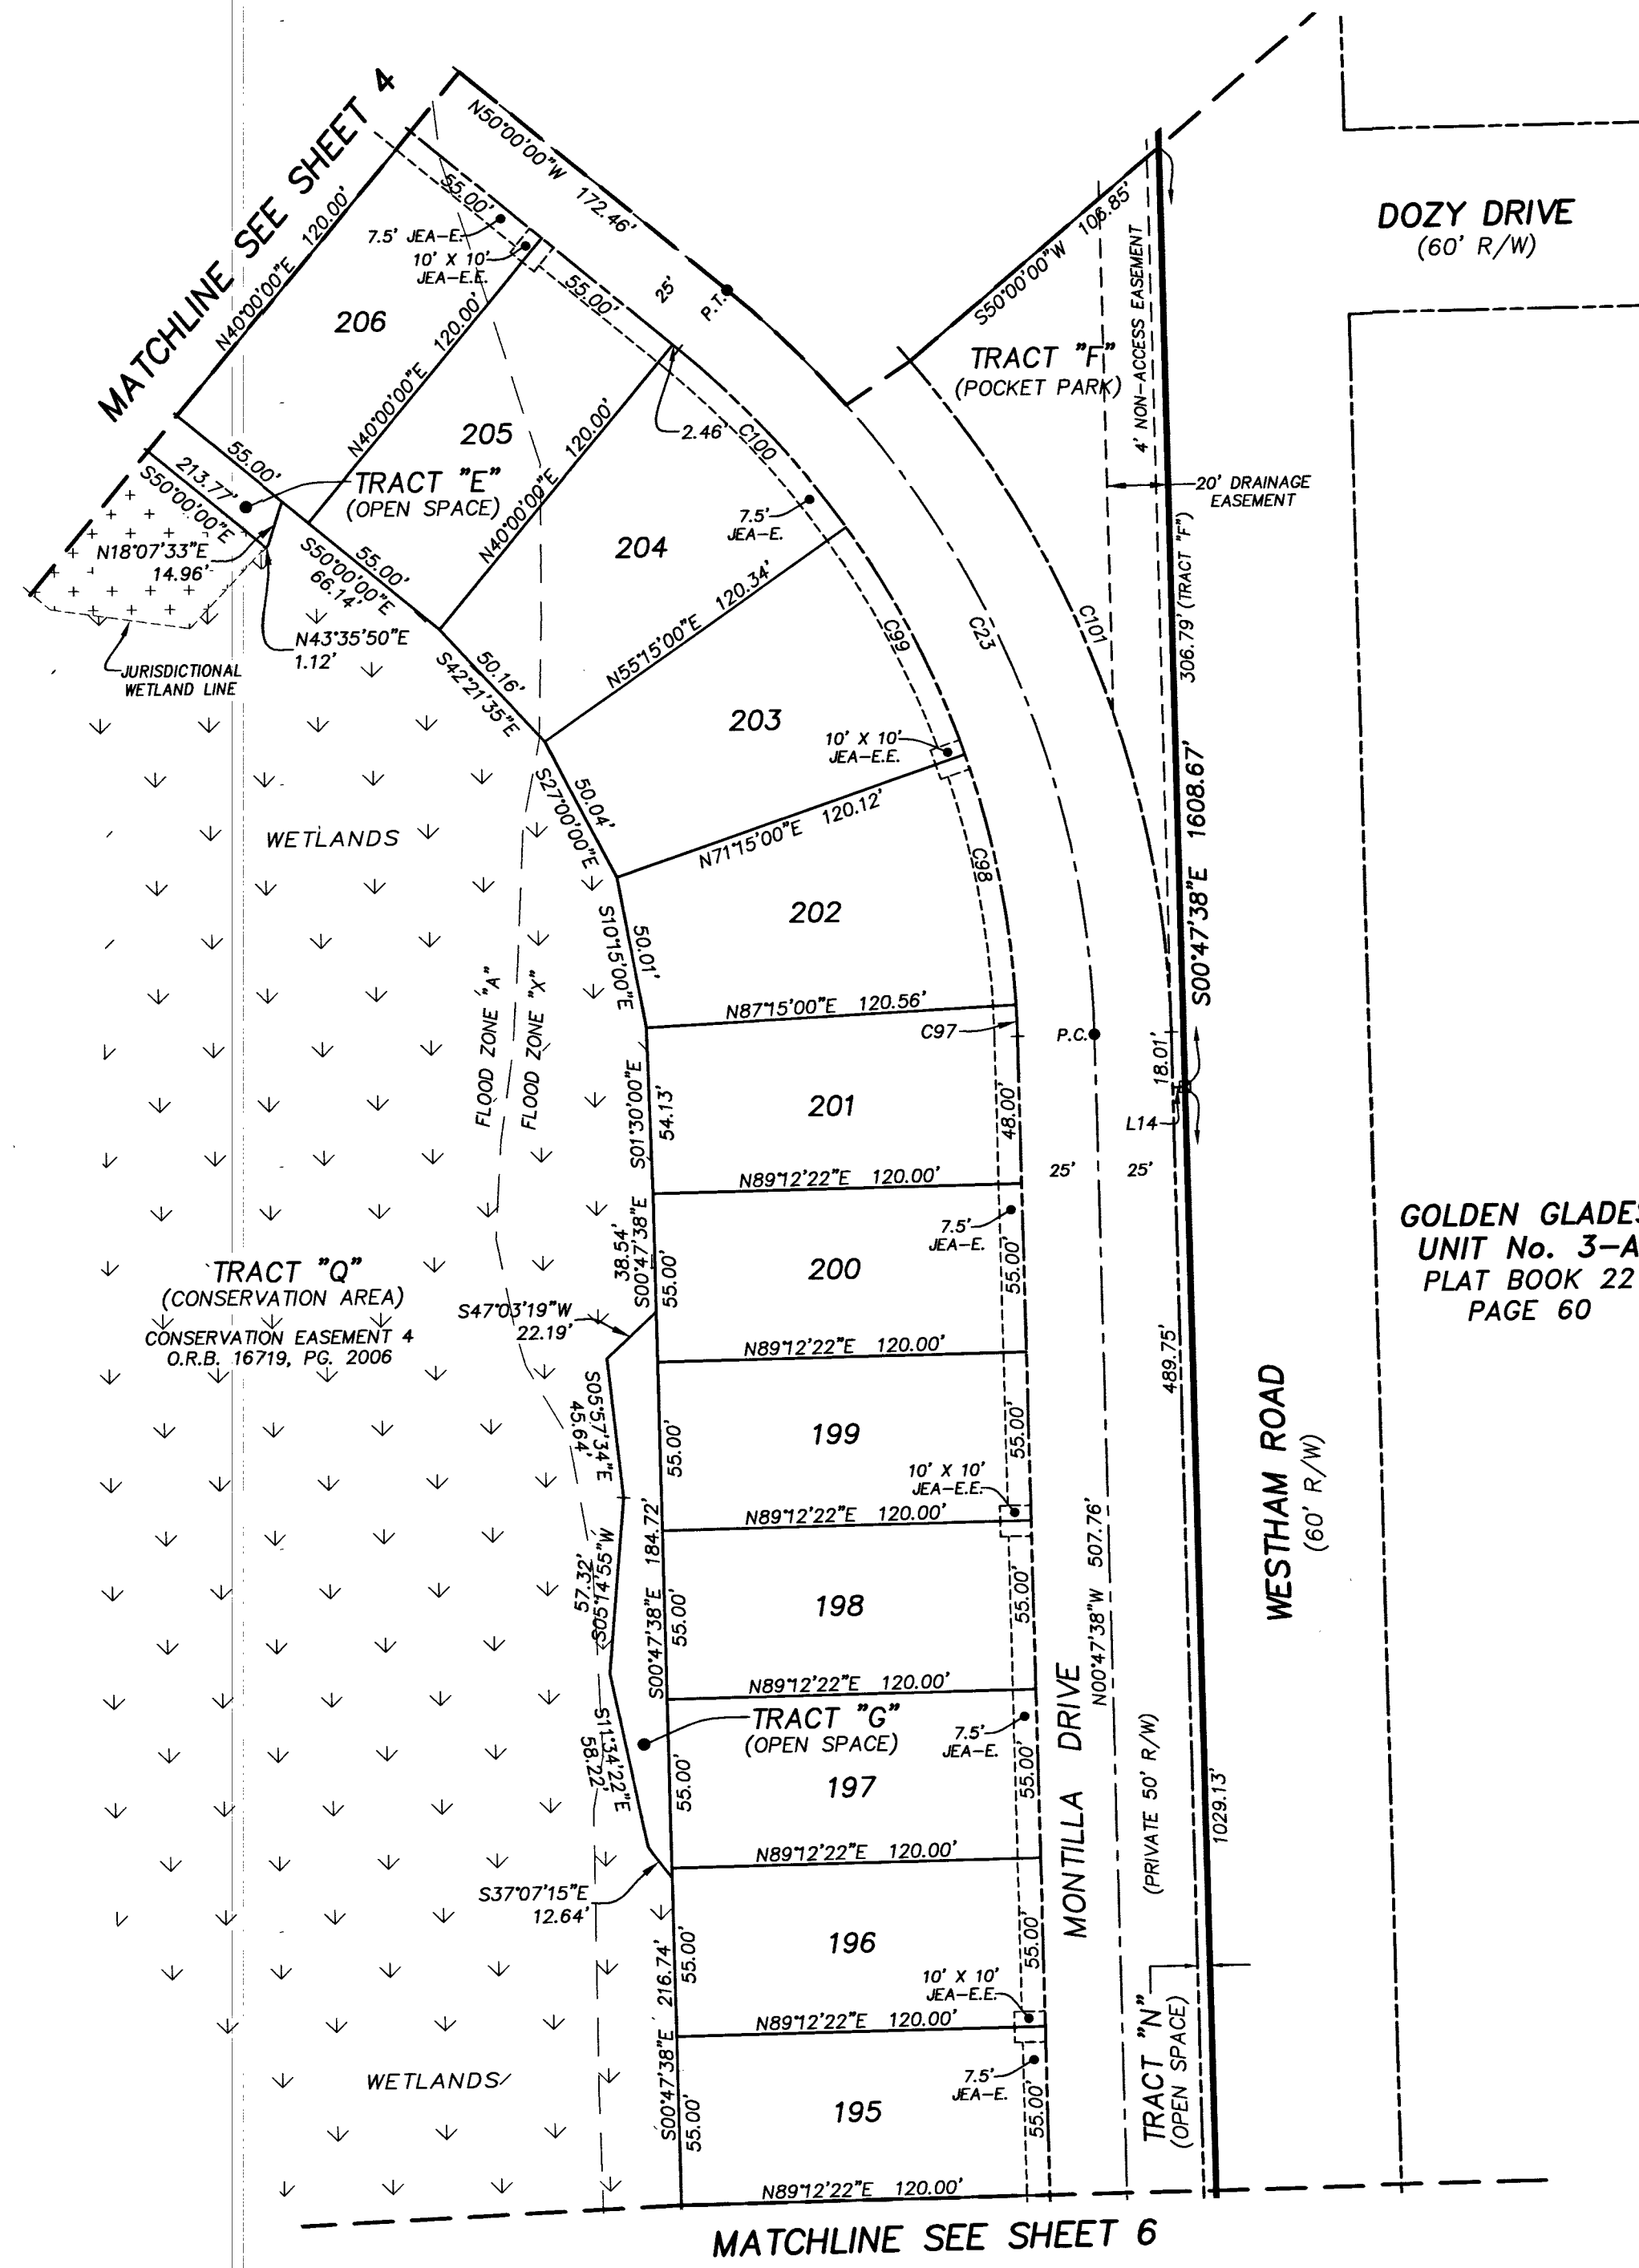 MATCHLINE SEE SHEET 4
N50°00'00"W 172.46'
DOZY DRIVE
(60' R/W)
N40°00'00"E 120.00'
55.00'
7.5' JEA-E.
10' X 10'
JEA-E.E.
206
N40°00'00"E 120.00'
55.00'
25'
P.T.
S50°00'00"W 106.85'
TRACT "F"
(POCKET PARK)
4' NON-ACCESS EASEMENT
20' DRAINAGE
EASEMENT
306.79' (TRACT "F")
205
N40°00'00"E 120.00'
2.46'
C100
55.00'
213.77'
S50°00'00"E
TRACT "E"
(OPEN SPACE)
N18°07'33"E
14.96'
55.00'
S50°00'00"E
66.14'
N43°35'50"E
1.12'
JURISDICTIONAL
WETLAND LINE
204
7.5'
JEA-E.
50.16'
S42°21'35"E
N55°15'00"E 120.34'
C99
C23
C101
203
10' X 10'
JEA-E.E.
50.04'
S27°00'00"E
N71°15'00"E 120.12'
C98
WETLANDS
S00°47'38"E 1608.67'
202
50.01'
S10°15'00"E
FLOOD ZONE "A"
FLOOD ZONE "X"
N87°15'00"E 120.56'
C97
P.C.
18.01'
L14
201
S01°30'00"E
54.13'
48.00'
N89°12'22"E 120.00'
25'
25'
S00°47'38"E
38.54'
55.00'
200
7.5'
JEA-E.
55.00'
GOLDEN GLADES
UNIT No. 3-A
PLAT BOOK 22
PAGE 60
TRACT "Q"
(CONSERVATION AREA)
CONSERVATION EASEMENT 4
O.R.B. 16719, PG. 2006
S47°03'19"W
22.19'
N89°12'22"E 120.00'
489.75'
S05°57'34"E
45.64'
55.00'
199
55.00'
10' X 10'
JEA-E.E.
N89°12'22"E 120.00'
WESTHAM ROAD
(60' R/W)
S05°14'55"W
57.32'
S00°47'38"E 184.72'
55.00'
198
55.00'
N00°47'38"W 507.76'
N89°12'22"E 120.00'
TRACT "G"
(OPEN SPACE)
S11°34'22"E
58.22'
55.00'
197
7.5'
JEA-E.
55.00'
MONTILLA DRIVE
(PRIVATE 50' R/W)
1029.13'
N89°12'22"E 120.00'
S37°07'15"E
12.64'
S00°47'38"E 216.74'
55.00'
196
55.00'
10' X 10'
JEA-E.E.
N89°12'22"E 120.00'
TRACT "N"
(OPEN SPACE)
WETLANDS
55.00'
195
7.5'
JEA-E.
55.00'
N89°12'22"E 120.00'
MATCHLINE SEE SHEET 6